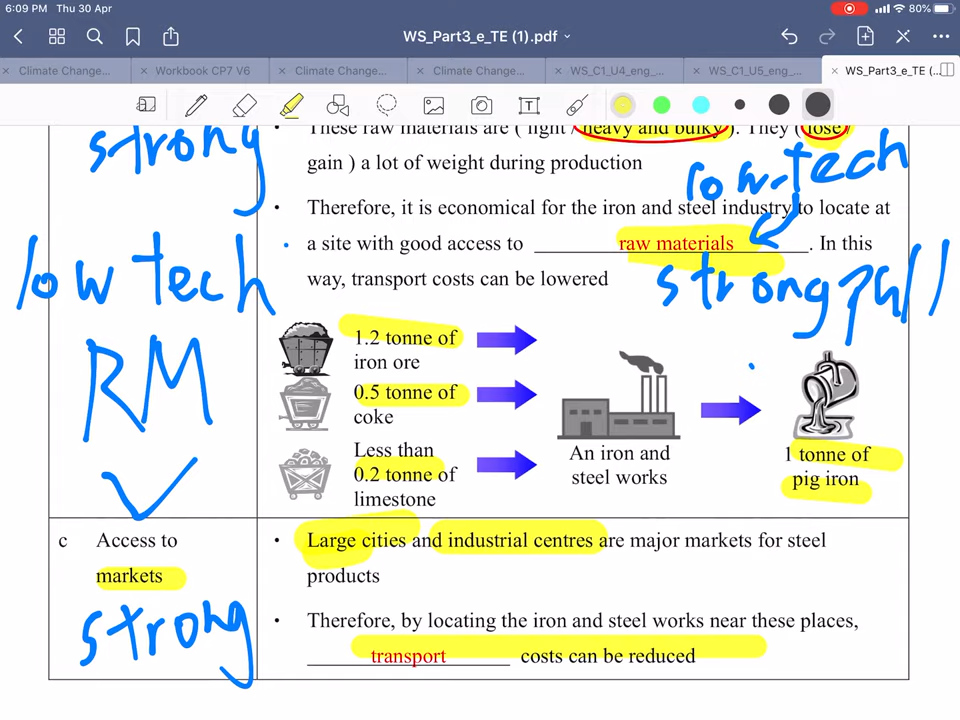 6:09 PM Thu 30 Apr
80%
WS_Part3_e_TE (1).pdf
Climate Change...
Workbook CP7 V6
Climate Change...
Climate Change...
WS_C1_U4_eng_...
WS_C1_U5_eng_...
WS_Part3_e_TE (...
T
These raw materials are ( light / heavy and bulky ). They ( lose /
gain ) a lot of weight during production
strong
low-tech
Therefore, it is economical for the iron and steel industry to locate at
a site with good access to raw materials. In this
way, transport costs can be lowered
low tech
strong pull
RM
1.2 tonne of
iron ore
0.5 tonne of
coke
Less than
0.2 tonne of
limestone
An iron and
steel works
1 tonne of
pig iron
c Access to
markets
strong
• Large cities and industrial centres are major markets for steel
products
• Therefore, by locating the iron and steel works near these places,
transport costs can be reduced